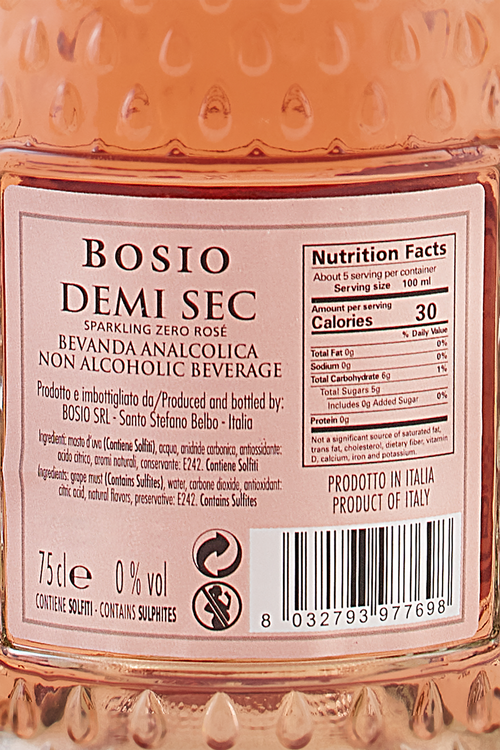 BOSIO
DEMI SEC
SPARKLING ZERO ROSÉ
BEVANDA ANALCOLICA
NON ALCOHOLIC BEVERAGE
Prodotto e imbottigliato da/Produced and bottled by:
BOSIO SRL - Santo Stefano Belbo - Italia
Ingredienti: mosto d'uva (Contiene Solfiti), acqua, anidride carbonica, antiossidante:
acido citrico, aromi naturali, conservante: E242. Contiene Solfiti
Ingredients: grape must (Contains Sulfites), water, carbone dioxide, antioxidant:
citric acid, natural flavors, preservative: E242. Contains Sulfites
75cl e 0% vol
CONTIENE SOLFITI - CONTAINS SULPHITES
Nutrition Facts
About 5 serving per container
Serving size 100 ml
Amount per serving
Calories 30
% Daily Value
Total Fat 0g 0%
Sodium 0g 0%
Total Carbohydrate 6g 1%
Total Sugars 5g
Includes 0g Added Sugar 0%
Protein 0g 0%
Not a significant source of saturated fat,
trans fat, cholesterol, dietary fiber, vitamin
D, calcium, iron and potassium.
PRODOTTO IN ITALIA
PRODUCT OF ITALY
8 032793 977698